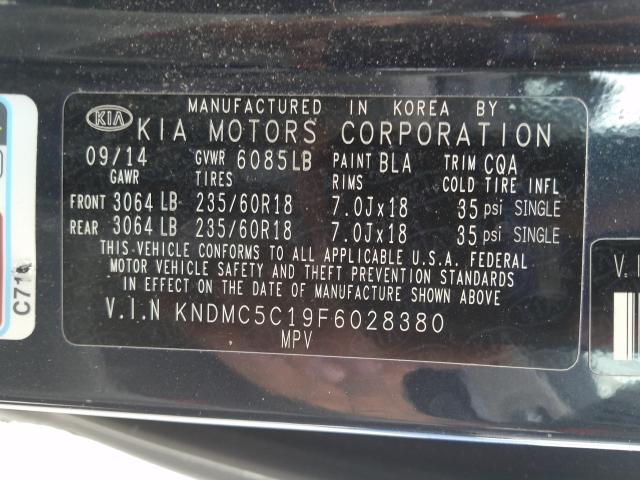 MANUFACTURED IN KOREA BY
KIA KIA MOTORS CORPORATION
09/14 GVWR 6085LB PAINT BLA TRIM CQA
GAWR TIRES RIMS COLD TIRE INFL
FRONT 3064 LB 235/60R18 7.0Jx18 35 psi SINGLE
REAR 3064 LB 235/60R18 7.0Jx18 35 psi SINGLE
THIS VEHICLE CONFORMS TO ALL APPLICABLE U.S.A. FEDERAL
MOTOR VEHICLE SAFETY AND THEFT PREVENTION STANDARDS
IN EFFECT ON THE DATE OF MANUFACTURE SHOWN ABOVE
V.I.N KNDMC5C19F6028380
MPV
C71
V.I